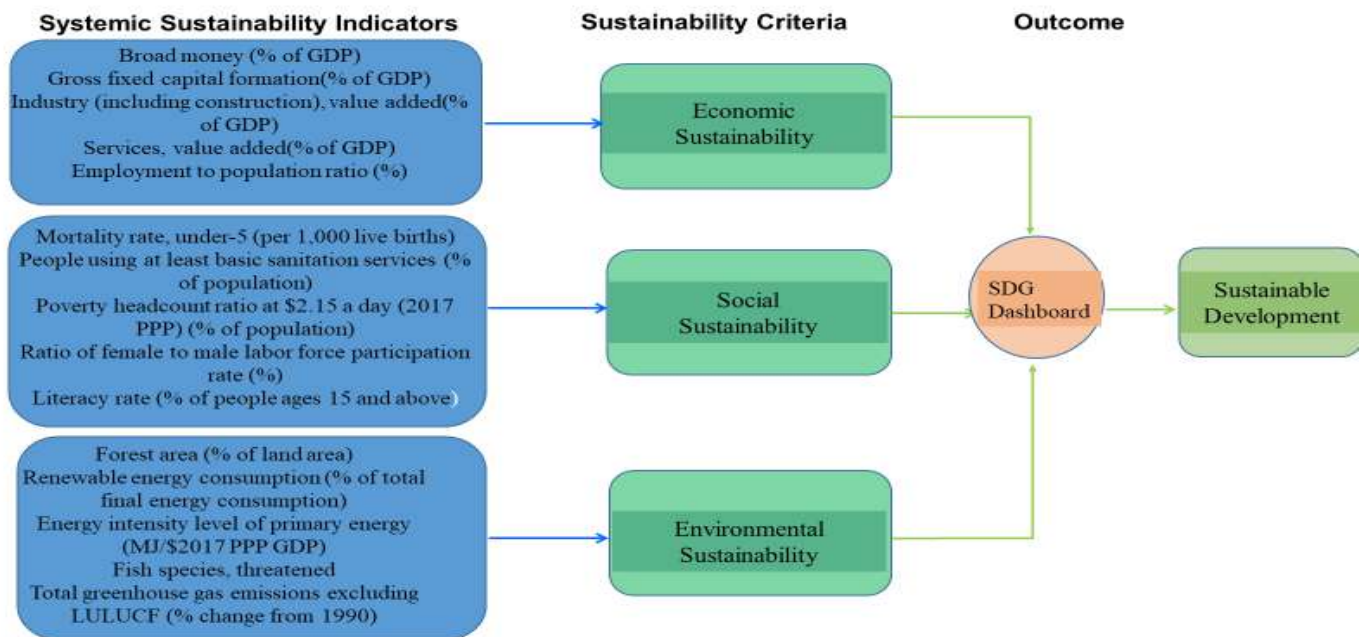 Systemic Sustainability Indicators
Sustainability Criteria
Outcome
Broad money (% of GDP)
Gross fixed capital formation(% of GDP)
Industry (including construction), value added(%
of GDP)
Services, value added(% of GDP)
Employment to population ratio (%)
Economic
Sustainability
Mortality rate, under-5 (per 1,000 live births)
People using at least basic sanitation services (%
of population)
Poverty headcount ratio at $2.15 a day (2017
PPP) (% of population)
Ratio of female to male labor force participation
rate (%)
Literacy rate (% of people ages 15 and above)
Social
Sustainability
SDG
Dashboard
Sustainable
Development
Forest area (% of land area)
Renewable energy consumption (% of total
final energy consumption)
Energy intensity level of primary energy
(MJ/$2017 PPP GDP)
Fish species, threatened
Total greenhouse gas emissions excluding
LULUCF (% change from 1990)
Environmental
Sustainability